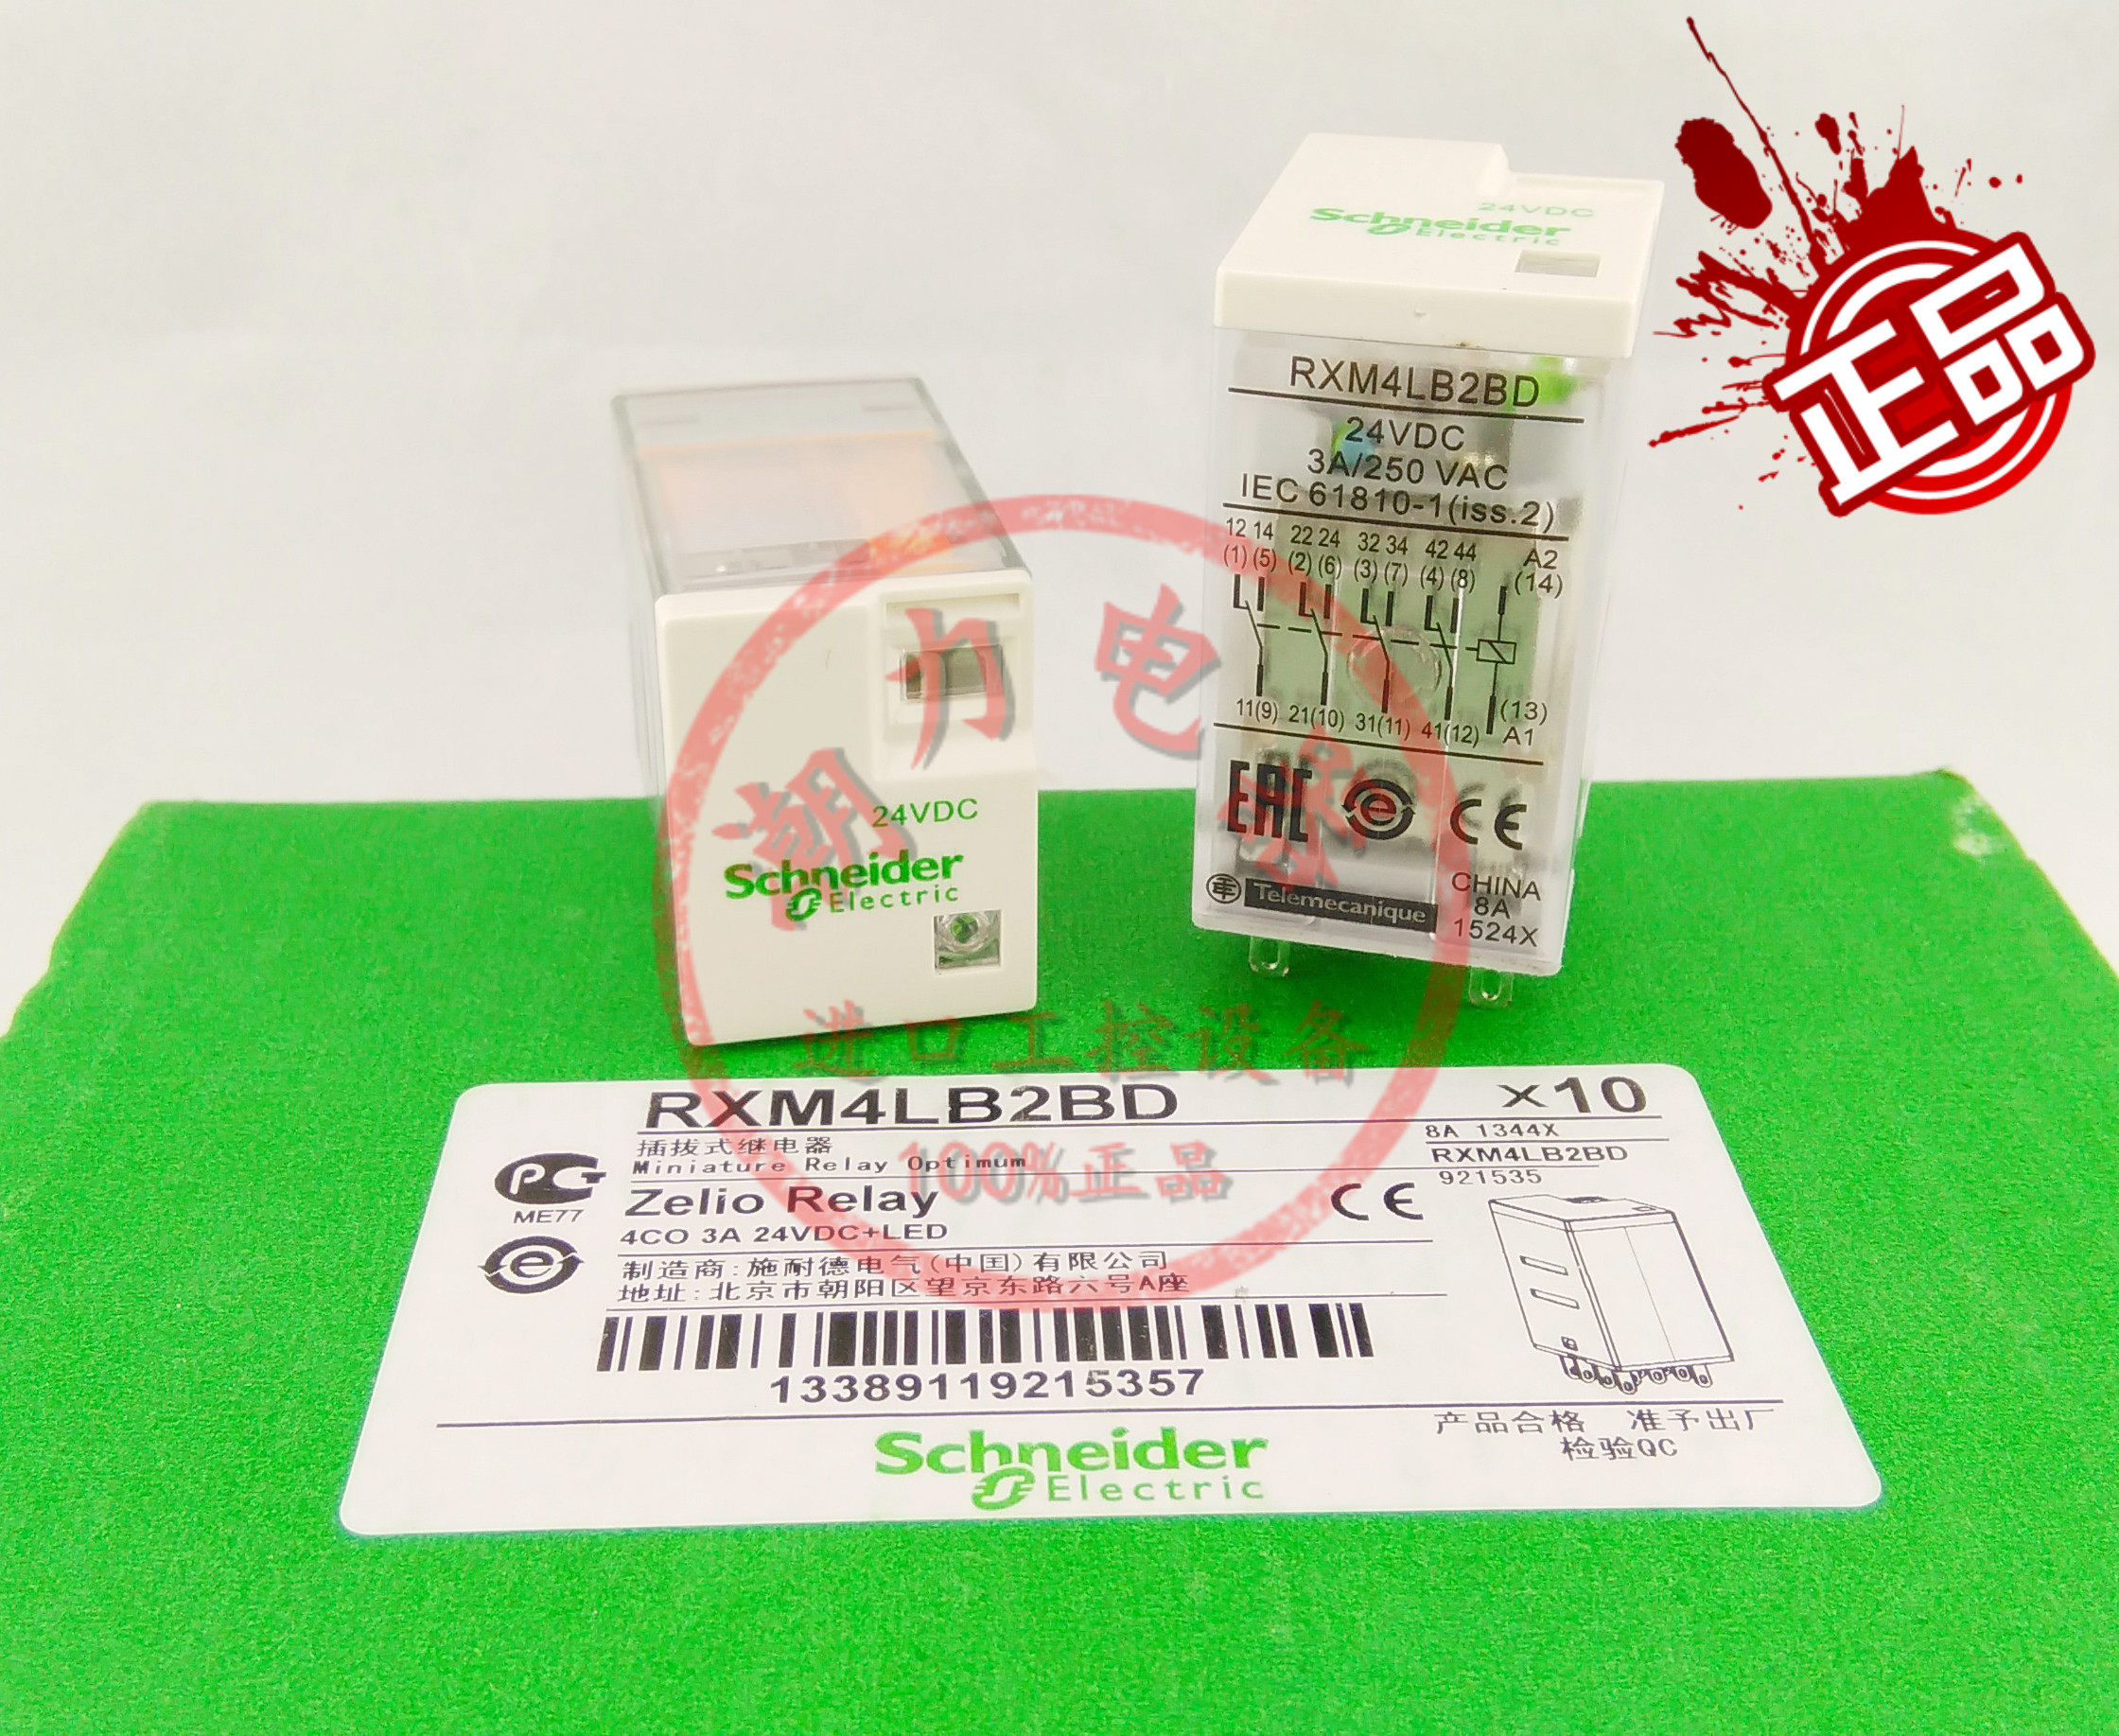 正品
24VDC
Schneider
Electric
RXM4LB2BD
24VDC
3A/250 VAC
IEC 61810-1(iss.2)
12 14 22 24 32 34 42 44 A2
(1) (5) (2) (6) (3) (7) (4) (8) (14)
11(9) 21(10) 31(11) 41(12) (13)
A1
EAC e CE
Telemecanique
CHINA
8A
1524X
24VDC
Schneider
Electric
潮力电器
进口工控设备
100%正品
RXM4LB2BD x10
插拔式继电器
Miniature Relay Optimum
8A 1344X
RXM4LB2BD
921535
PG
ME77
Zelio Relay
CE
4CO 3A 24VDC+LED
e
制造商:施耐德电气(中国)有限公司
地址:北京市朝阳区望京东路六号A座
13389119215357
产品合格 准予出厂
检验QC
Schneider
Electric